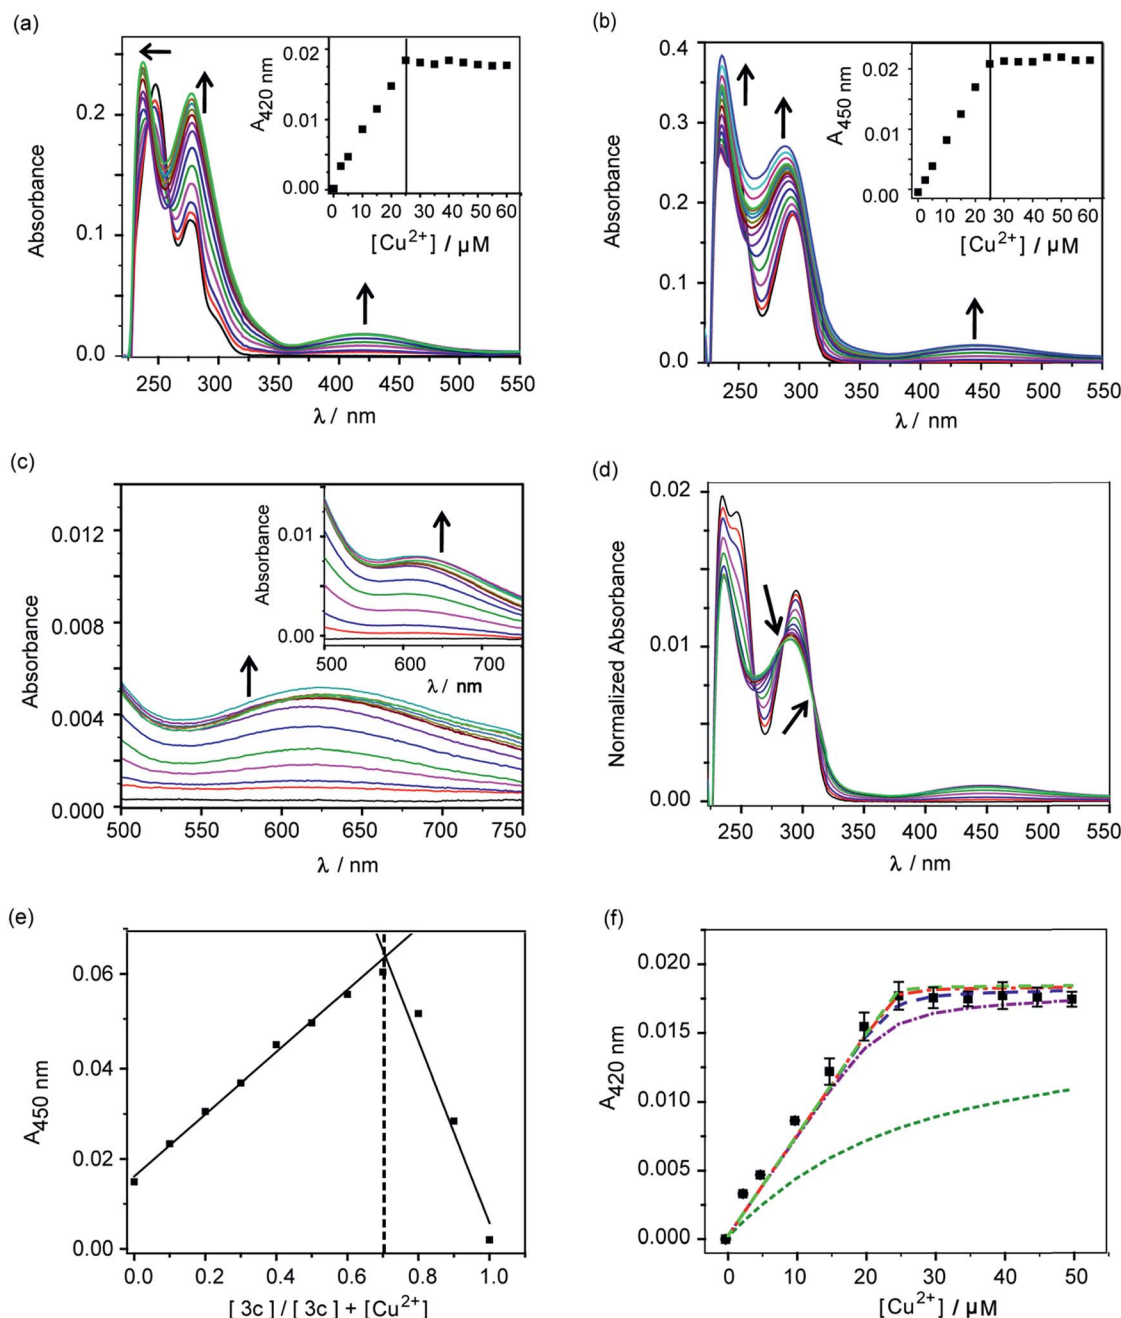 (a)
0.2
0.1
0.0
Absorbance
250 300 350 400 450 500 550
λ / nm
0.02
0.01
0.00
A420 nm
0 10 20 30 40 50 60
[Cu2+] / µM
(b)
0.4
0.3
0.2
0.1
0.0
Absorbance
250 300 350 400 450 500 550
λ / nm
0.02
0.01
0.00
A450 nm
0 10 20 30 40 50 60
[Cu2+] / µM
(c)
0.012
0.008
0.004
0.000
Absorbance
500 550 600 650 700 750
λ / nm
0.01
0.00
Absorbance
500 600 700
λ / nm
(d)
0.02
0.01
0.00
Normalized Absorbance
250 300 350 400 450 500 550
λ / nm
(e)
0.06
0.04
0.02
0.00
A450 nm
0.0 0.2 0.4 0.6 0.8 1.0
[ 3c ] / [ 3c ] + [Cu2+]
(f)
0.020
0.015
0.010
0.005
0.000
A420 nm
0 10 20 30 40 50
[Cu2+] / µM